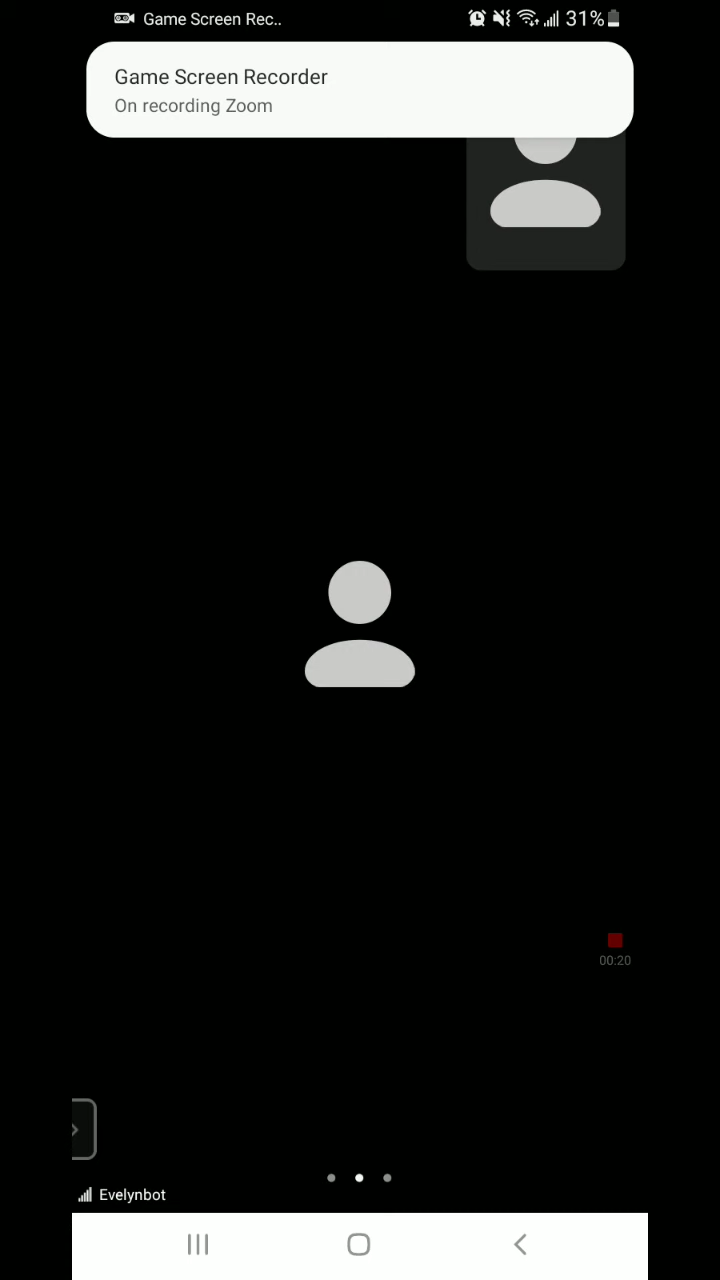 Game Screen Rec..
31%
Game Screen Recorder
On recording Zoom
00:20
Evelynbot